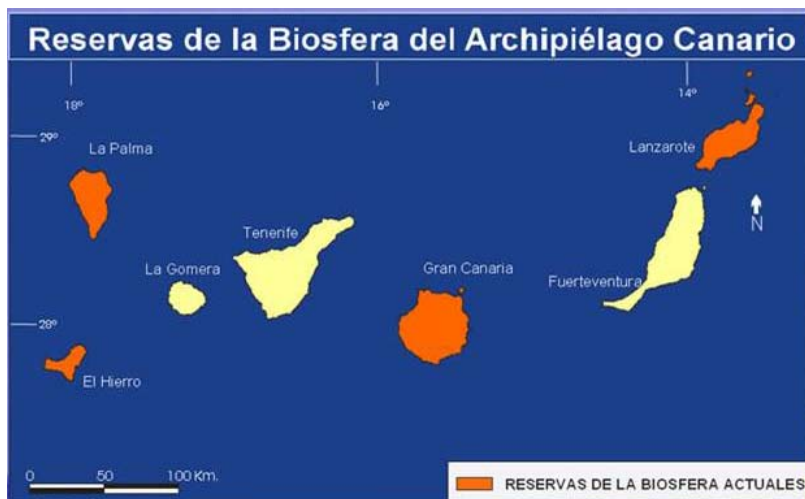 Reservas de la Biosfera del Archipiélago Canario
18º
16º
14º
29º
La Palma
Lanzarote
Tenerife
N
La Gomera
Gran Canaria
Fuerteventura
28º
El Hierro
0 50 100 Km.
RESERVAS DE LA BIOSFERA ACTUALES